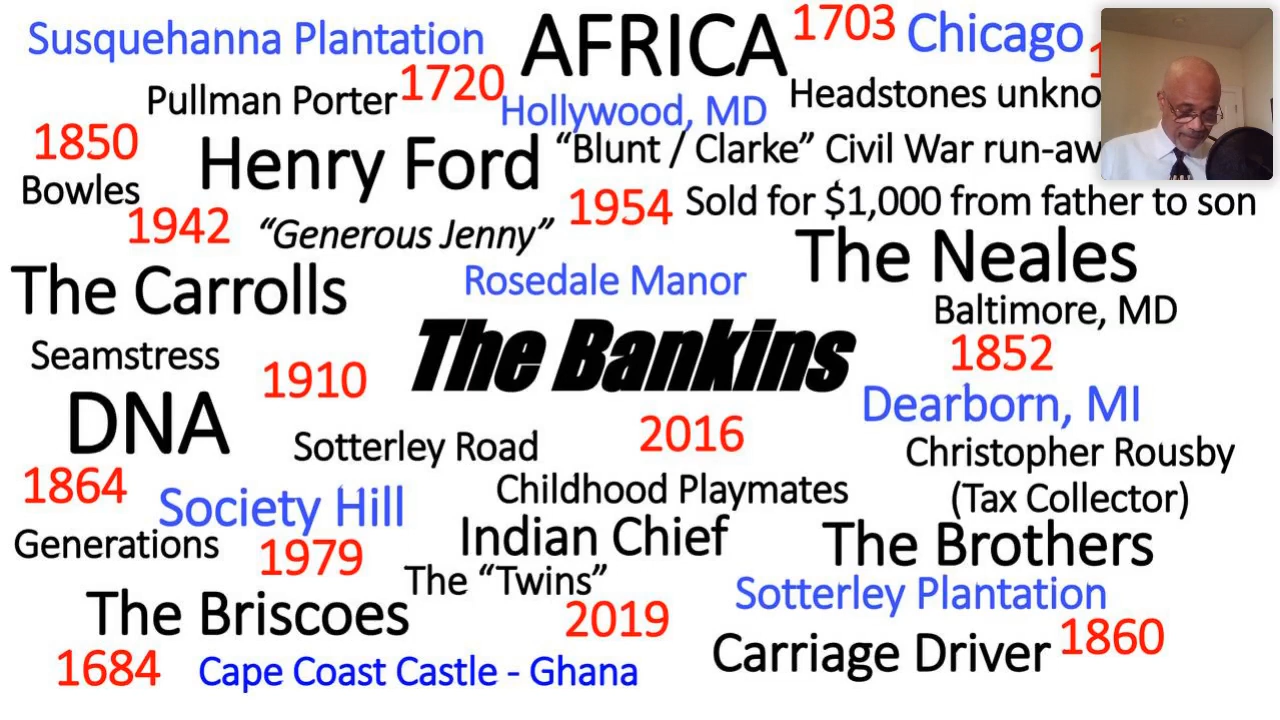 Susquehanna Plantation
AFRICA
1703
Chicago
Pullman Porter
1720
Hollywood, MD
Headstones
1850
Henry Ford
"Blunt / Clarke" Civil War
Bowles
1942
"Generous Jenny"
1954
Sold for $1,000 from father to son
The Carrolls
Rosedale Manor
The Neales
Baltimore, MD
Seamstress
1910
The Bankins
1852
DNA
Dearborn, MI
Sotterley Road
2016
Christopher Rousby
(Tax Collector)
1864
Society Hill
Childhood Playmates
Generations
1979
Indian Chief
The Brothers
The "Twins"
Sotterley Plantation
The Briscoes
2019
Carriage Driver
1860
1684
Cape Coast Castle - Ghana